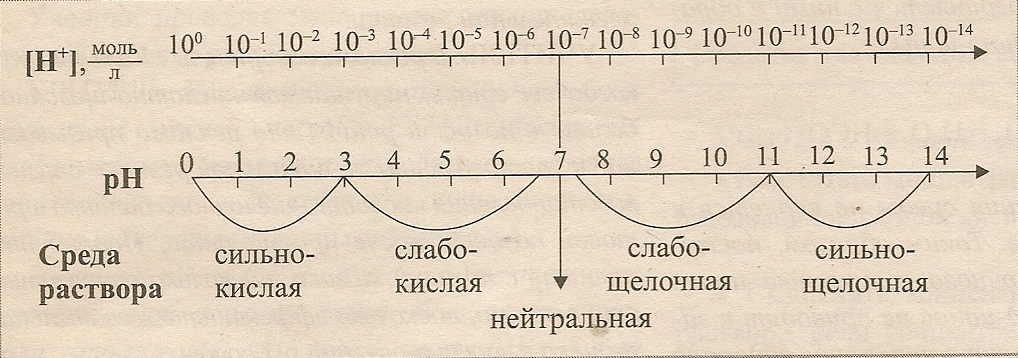 [H⁺], моль/л 10⁰ 10⁻¹ 10⁻² 10⁻³ 10⁻⁴ 10⁻⁵ 10⁻⁶ 10⁻⁷ 10⁻⁸ 10⁻⁹ 10⁻¹⁰ 10⁻¹¹ 10⁻¹² 10⁻¹³ 10⁻¹⁴
pH 0 1 2 3 4 5 6 7 8 9 10 11 12 13 14
Среда раствора
сильно-
кислая
слабо-
кислая
нейтральная
слабо-
щелочная
сильно-
щелочная